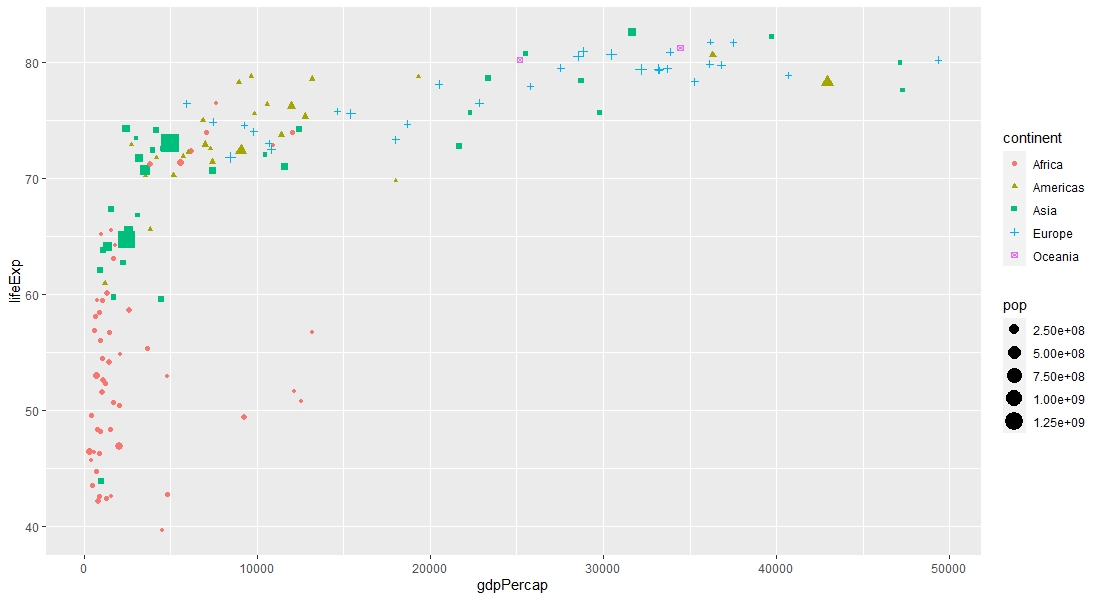 80
70
60
50
40
lifeExp
0
10000
20000
30000
40000
50000
gdpPercap
continent
Africa
Americas
Asia
Europe
Oceania
pop
2.50e+08
5.00e+08
7.50e+08
1.00e+09
1.25e+09